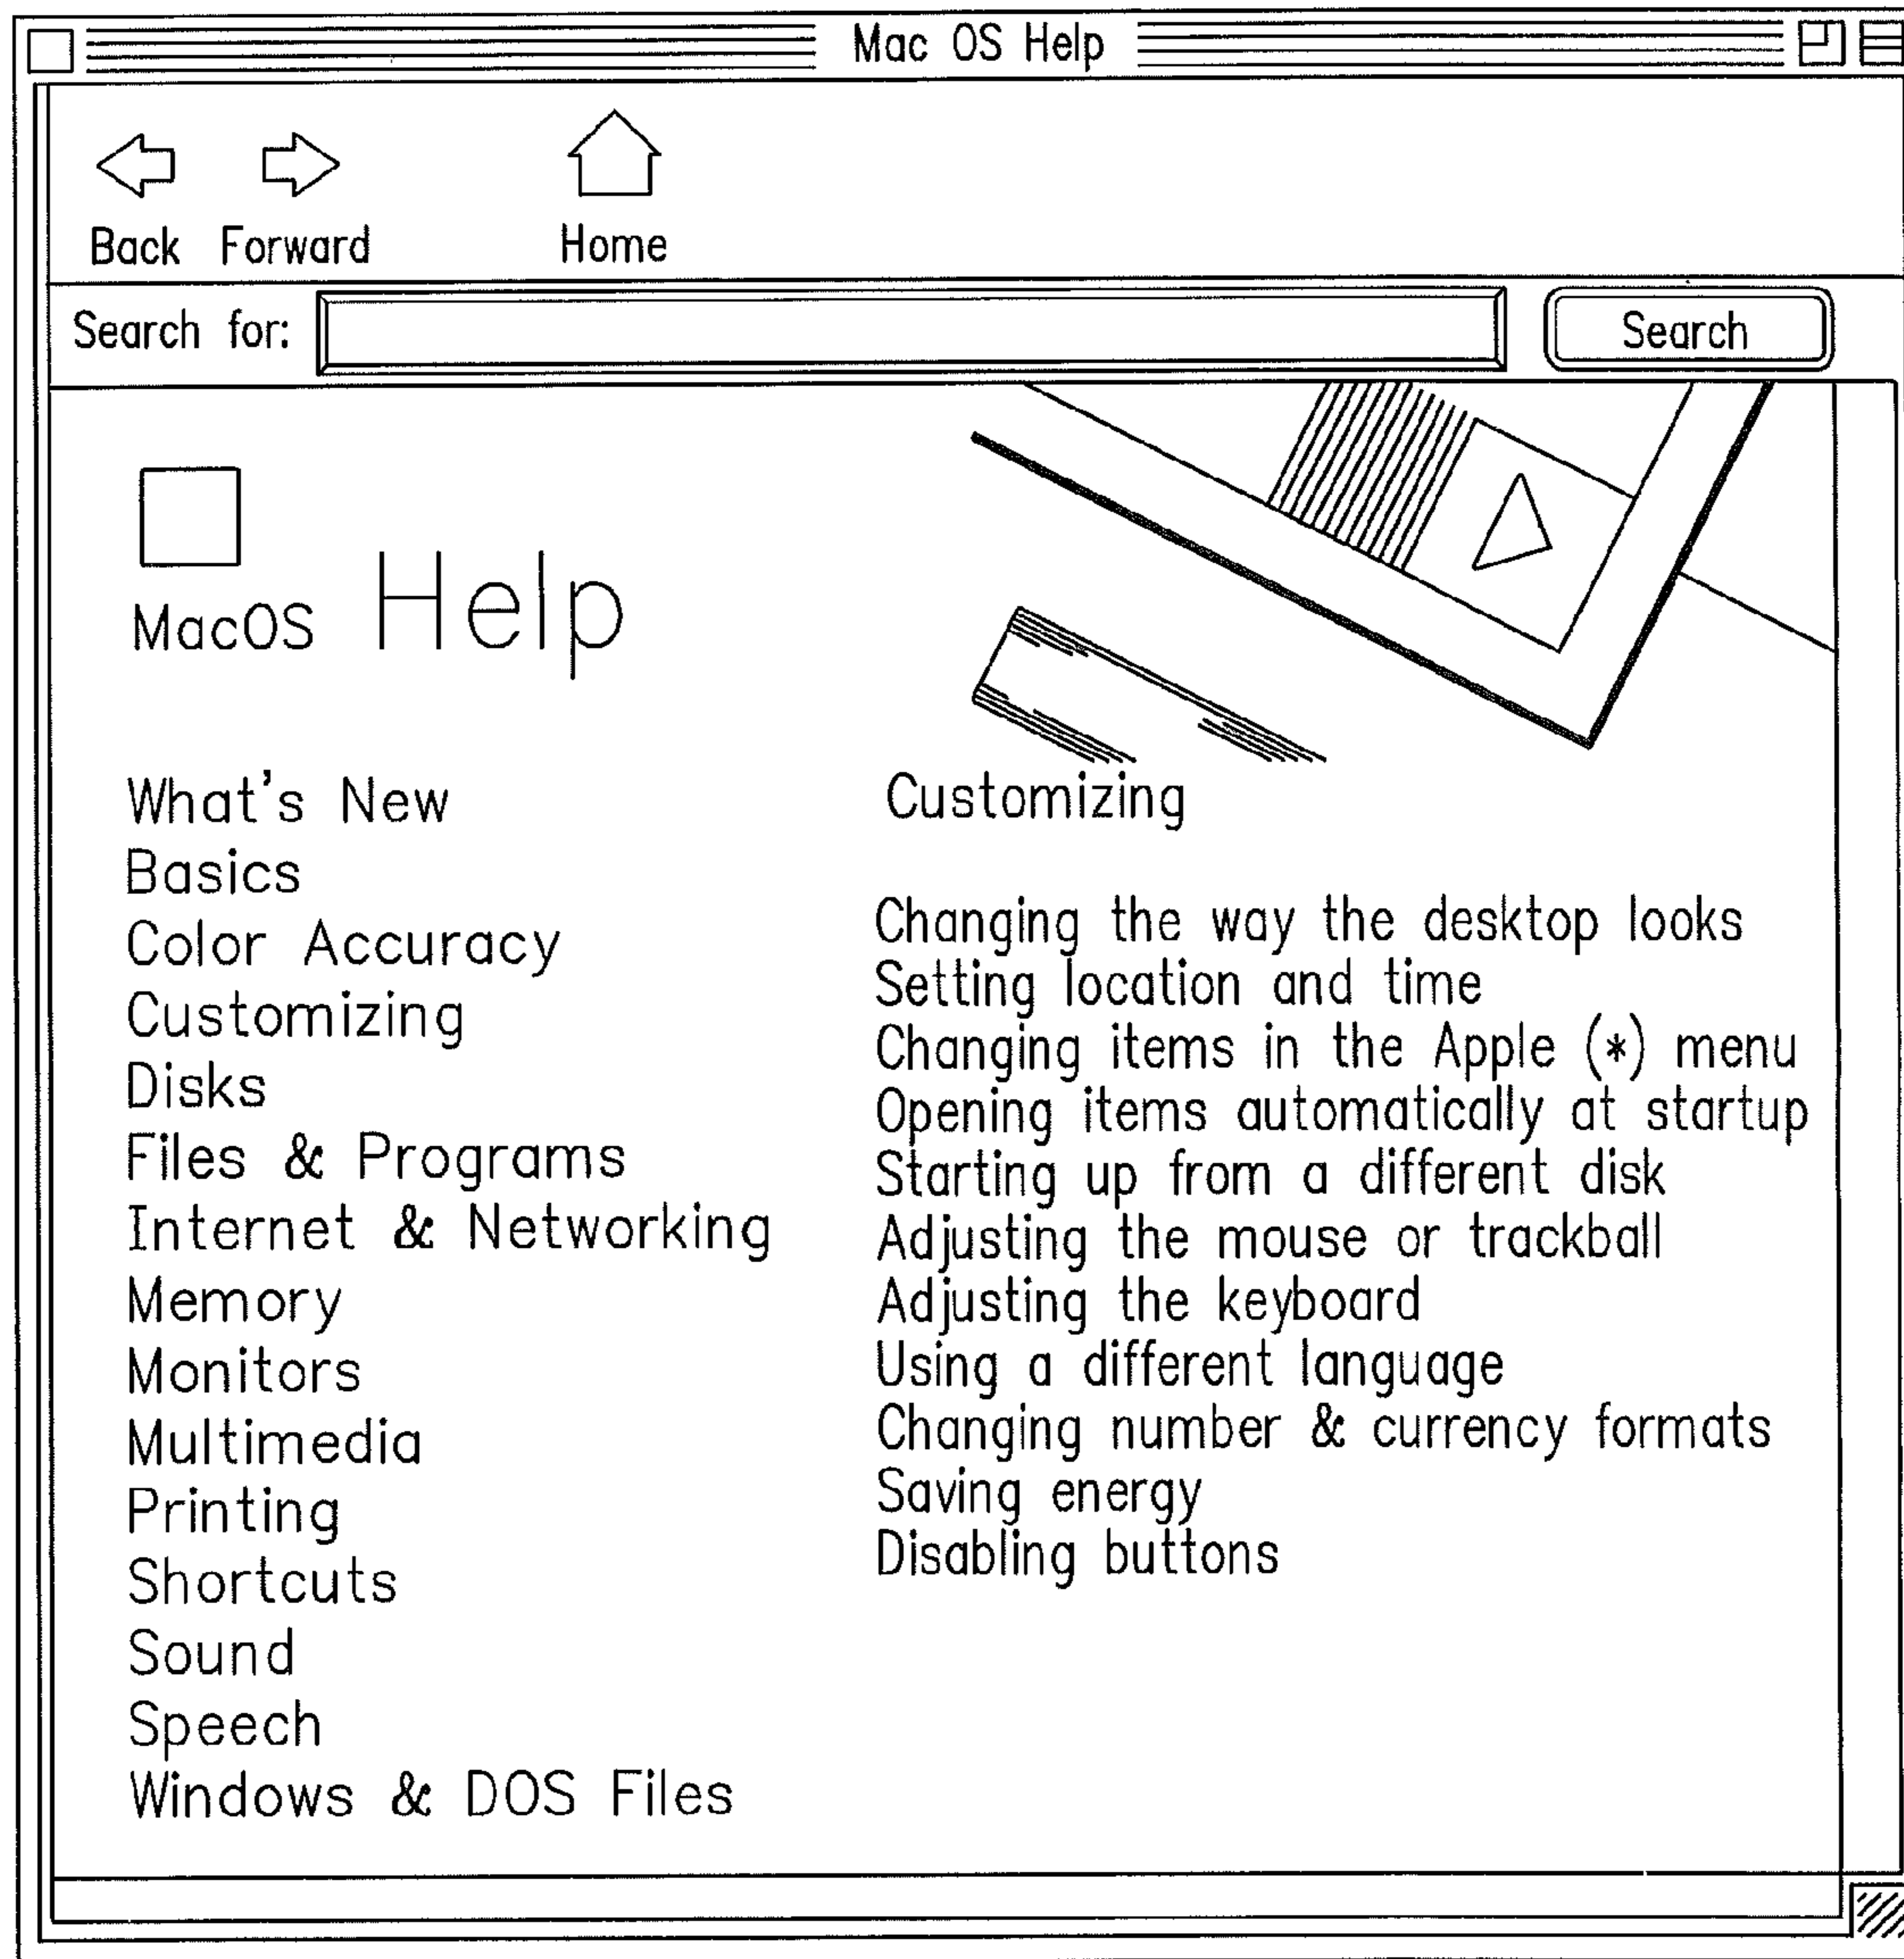 Mac OS Help
Back Forward Home
Search for: Search
MacOS Help
What's New
Basics
Color Accuracy
Customizing
Disks
Files & Programs
Internet & Networking
Memory
Monitors
Multimedia
Printing
Shortcuts
Sound
Speech
Windows & DOS Files
Customizing
Changing the way the desktop looks
Setting location and time
Changing items in the Apple (*) menu
Opening items automatically at startup
Starting up from a different disk
Adjusting the mouse or trackball
Adjusting the keyboard
Using a different language
Changing number & currency formats
Saving energy
Disabling buttons